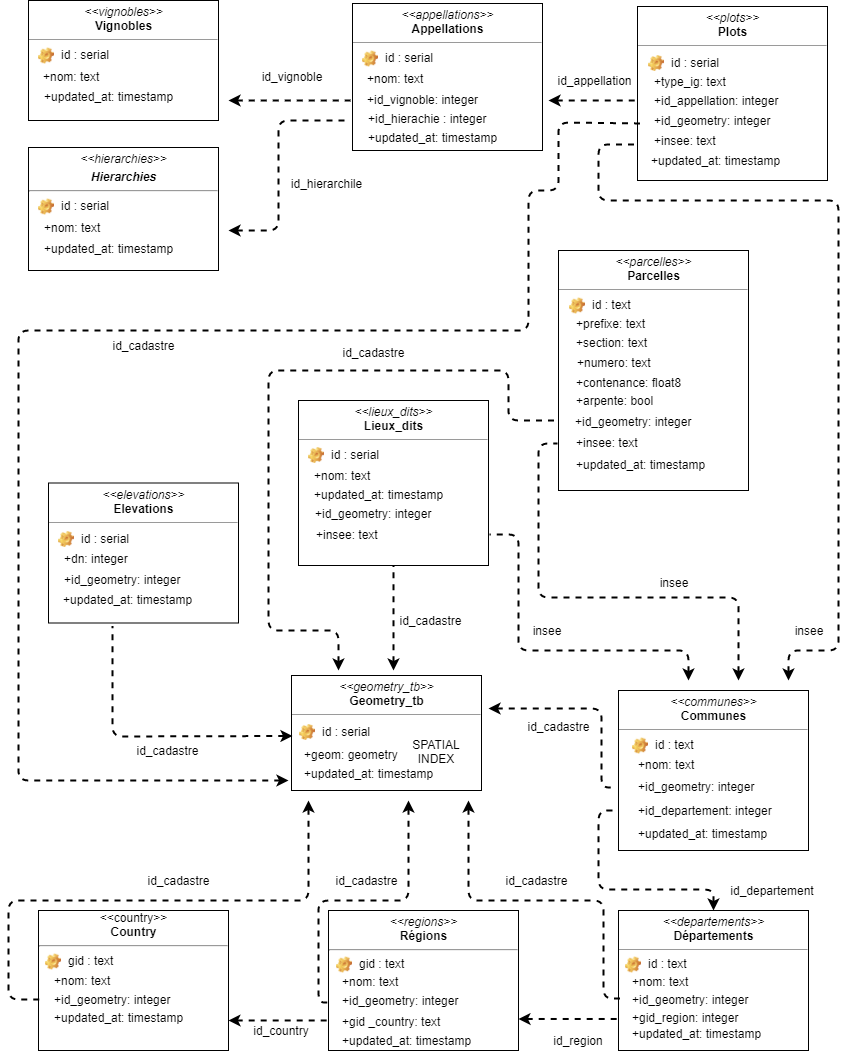 <<vignobles>>
Vignobles
id : serial
+nom: text
+updated_at: timestamp
id_vignoble
<<appellations>>
Appellations
id : serial
+nom: text
+id_vignoble: integer
+id_hierachie : integer
+updated_at: timestamp
id_appellation
<<plots>>
Plots
id : serial
+type_ig: text
+id_appellation: integer
+id_geometry: integer
+insee: text
+updated_at: timestamp
<<hierarchies>>
Hierarchies
id : serial
+nom: text
+updated_at: timestamp
id_hierarchile
<<parcelles>>
Parcelles
id : text
+prefixe: text
+section: text
+numero: text
+contenance: float8
+arpente: bool
+id_geometry: integer
+insee: text
+updated_at: timestamp
id_cadastre
id_cadastre
<<lieux_dits>>
Lieux_dits
id : serial
+nom: text
+updated_at: timestamp
+id_geometry: integer
+insee: text
<<elevations>>
Elevations
id : serial
+dn: integer
+id_geometry: integer
+updated_at: timestamp
insee
id_cadastre
insee
insee
id_cadastre
<<geometry_tb>>
Geometry_tb
id : serial
+geom: geometry
SPATIAL
INDEX
+updated_at: timestamp
id_cadastre
<<communes>>
Communes
id : text
+nom: text
+id_geometry: integer
+id_departement: integer
+updated_at: timestamp
id_cadastre
id_cadastre
id_cadastre
id_departement
<<country>>
Country
gid : text
+nom: text
+id_geometry: integer
+updated_at: timestamp
id_country
<<regions>>
Régions
gid : text
+nom: text
+id_geometry: integer
+gid _country: text
+updated_at: timestamp
id_region
<<departements>>
Départements
id : text
+nom: text
+id_geometry: integer
+gid_region: integer
+updated_at: timestamp